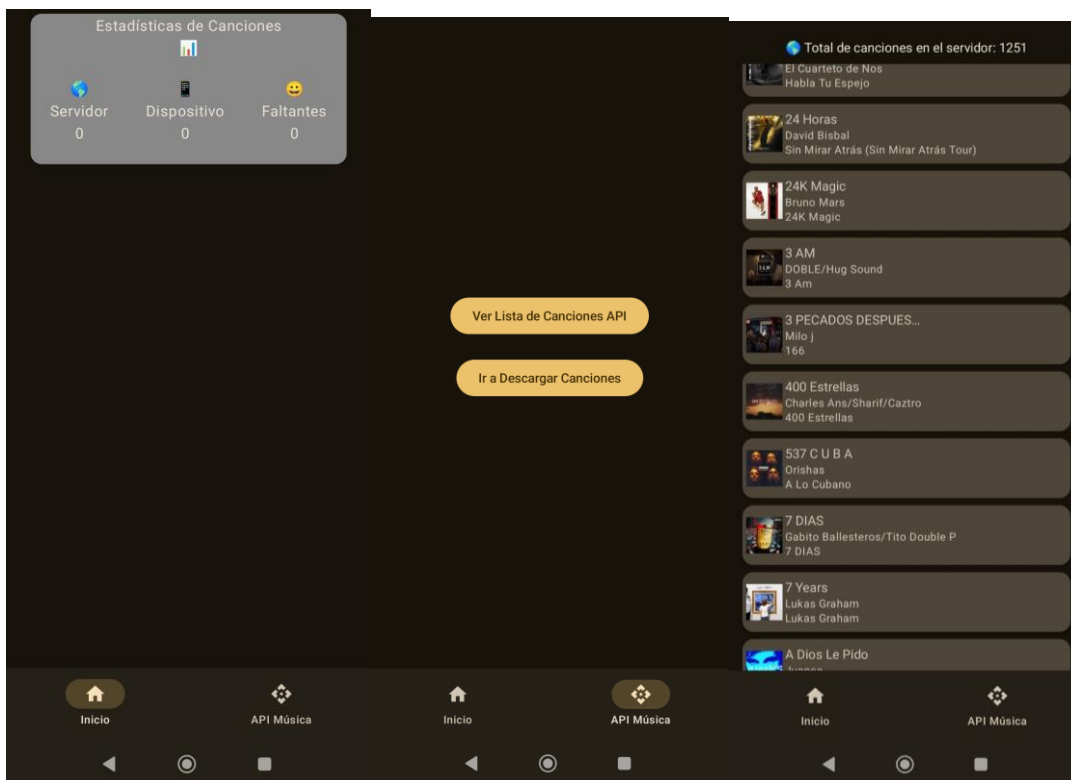 Estadísticas de Canciones
📊
🌎 📱 😀
Servidor Dispositivo Faltantes
0 0 0
Inicio API Música
Ver Lista de Canciones API
Ir a Descargar Canciones
Inicio API Música
🌎 Total de canciones en el servidor: 1251
El Cuarteto de Nos
Habla Tu Espejo
24 Horas
David Bisbal
Sin Mirar Atrás (Sin Mirar Atrás Tour)
24K Magic
Bruno Mars
24K Magic
3 AM
DOBLE/Hug Sound
3 Am
3 PECADOS DESPUES...
Milo j
166
400 Estrellas
Charles Ans/Sharif/Caztro
400 Estrellas
537 C U B A
Orishas
A Lo Cubano
7 DIAS
Gabito Ballesteros/Tito Double P
7 DIAS
7 Years
Lukas Graham
Lukas Graham
A Dios Le Pido
Inicio API Música